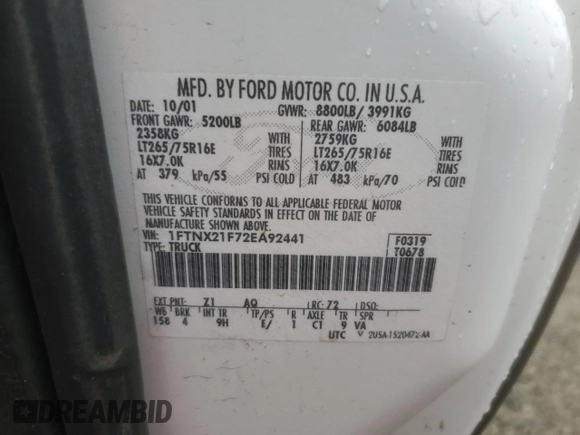 MFD. BY FORD MOTOR CO. IN U.S.A.
DATE: 10/01 GVWR: 8800LB/ 3991KG
FRONT GAWR: 5200LB REAR GAWR: 6084LB
2358KG WITH 2759KG WITH
LT265/75R16E TIRES LT265/75R16E TIRES
16X7.0K RIMS 16X7.0K RIMS
AT 379 kPa/55 PSI COLD AT 483 kPa/70 PSI COLD
THIS VEHICLE CONFORMS TO ALL APPLICABLE FEDERAL MOTOR
VEHICLE SAFETY STANDARDS IN EFFECT ON THE DATE OF
MANUFACTURE SHOWN ABOVE.
VIN: 1FTNX21F72EA92441 F0319
TYPE: TRUCK T0678
EXT PNT: Z1 AQ RC: 72 DSO:
WB BRK INT TR TP/PS R AXLE TR SPR
158 4 9H E/ 1 C1 9 VA
UTC
DREAMBID